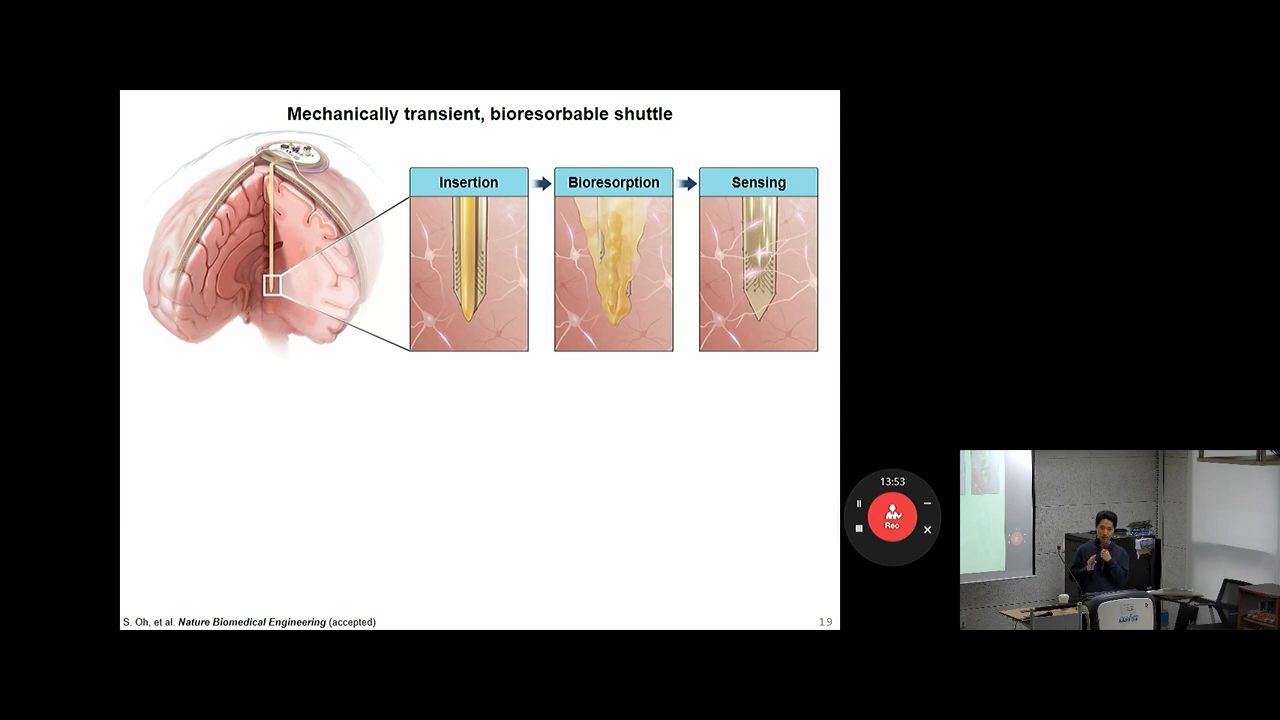 Mechanically transient, bioresorbable shuttle
Insertion
Bioresorption
Sensing
13:53
Rec
S. Oh, et al. Nature Biomedical Engineering (accepted)
19